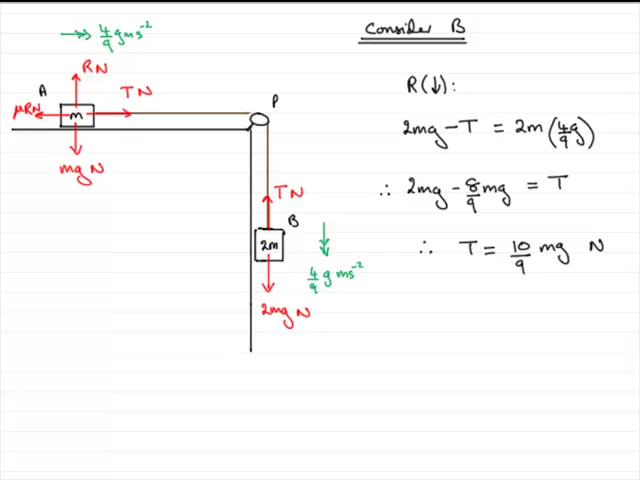 Consider B
4/9 g ms⁻²
RN
A
TN
P
μRN
m
mg N
R(↓):
2mg − T = 2m (4/9 g)
∴ 2mg − 8/9 mg = T
∴ T = 10/9 mg N
TN
B
2m
4/9 g ms⁻²
2mg N